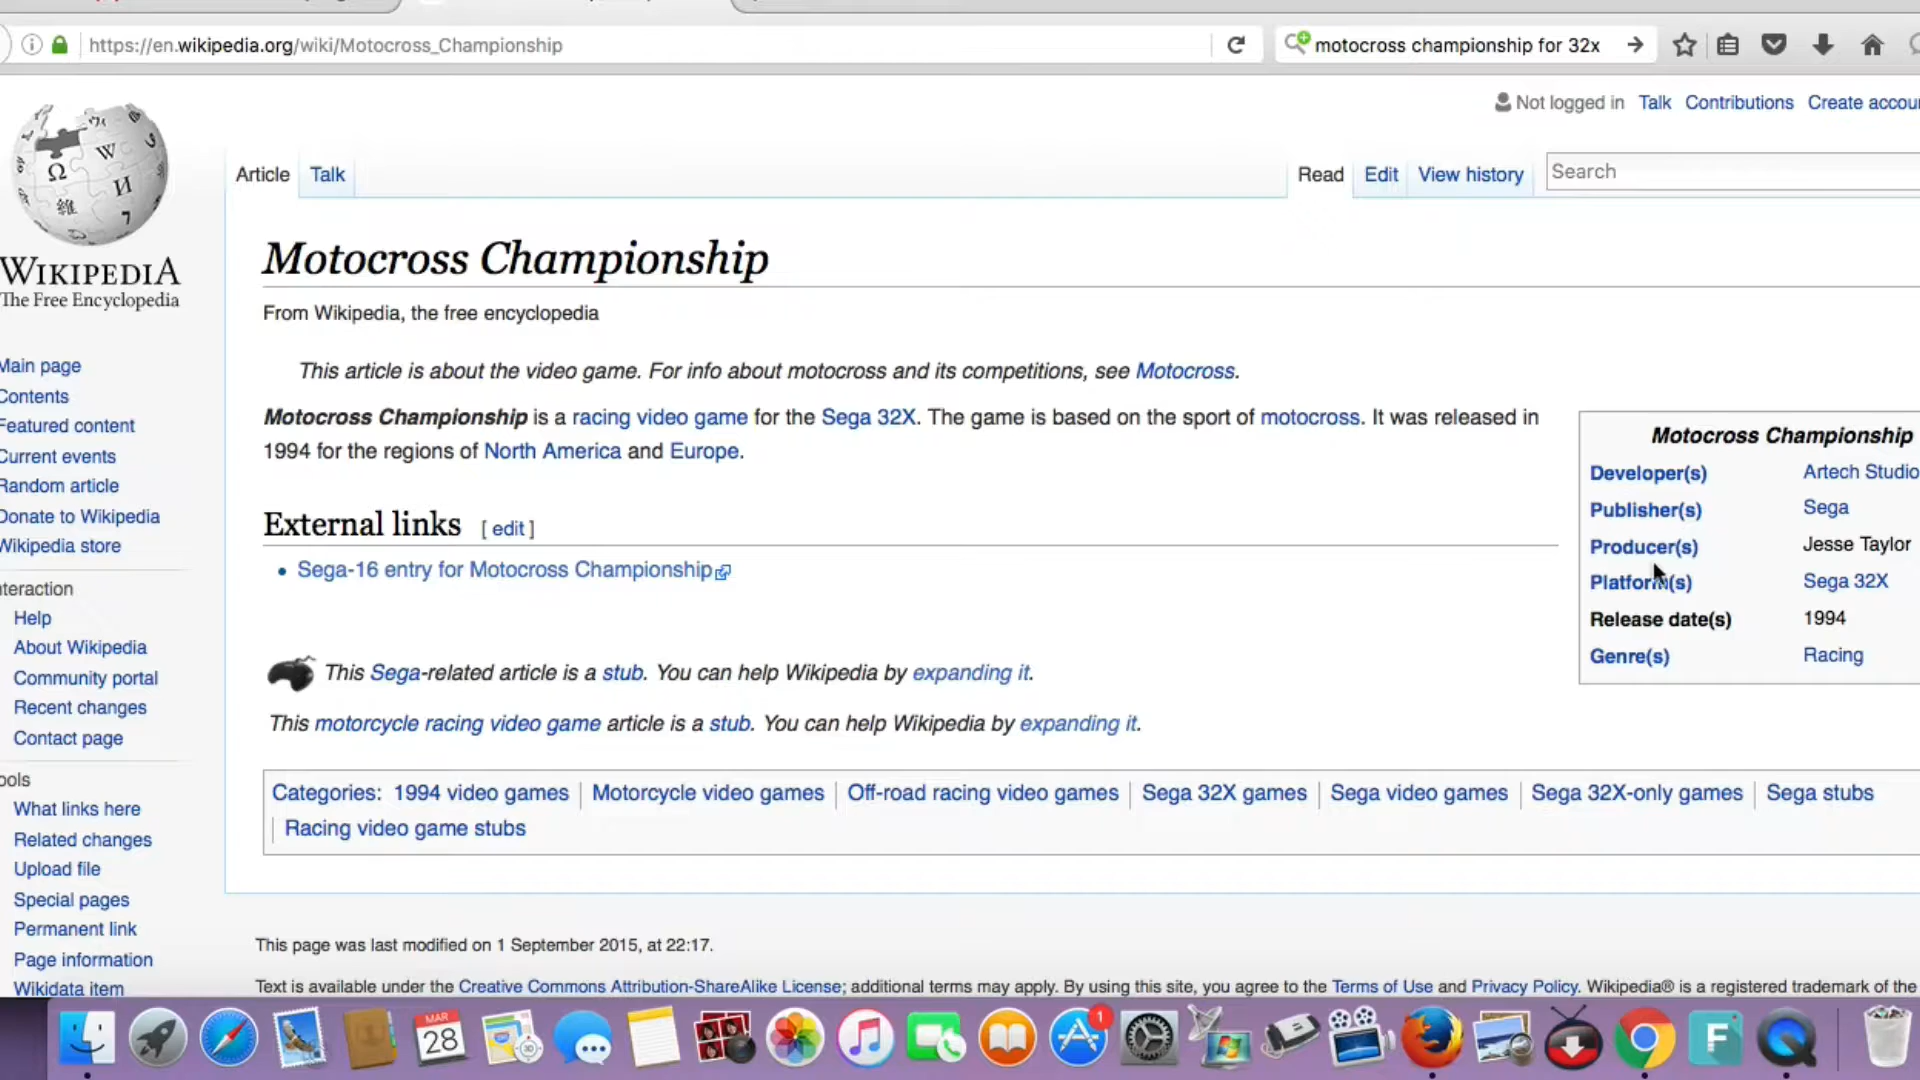 https://en.wikipedia.org/wiki/Motocross_Championship
motocross championship for 32x
Not logged in Talk Contributions Create accou
Article Talk
Read Edit View history
Search
WIKIPEDIA
The Free Encyclopedia
Motocross Championship
From Wikipedia, the free encyclopedia
This article is about the video game. For info about motocross and its competitions, see Motocross.
Motocross Championship is a racing video game for the Sega 32X. The game is based on the sport of motocross. It was released in
1994 for the regions of North America and Europe.
Motocross Championship
Developer(s) Artech Studio
Publisher(s) Sega
Producer(s) Jesse Taylor
Platform(s) Sega 32X
Release date(s) 1994
Genre(s) Racing
External links [ edit ]
• Sega-16 entry for Motocross Championship
This Sega-related article is a stub. You can help Wikipedia by expanding it.
This motorcycle racing video game article is a stub. You can help Wikipedia by expanding it.
Categories: 1994 video games | Motorcycle video games | Off-road racing video games | Sega 32X games | Sega video games | Sega 32X-only games | Sega stubs
| Racing video game stubs
This page was last modified on 1 September 2015, at 22:17.
Text is available under the Creative Commons Attribution-ShareAlike License; additional terms may apply. By using this site, you agree to the Terms of Use and Privacy Policy. Wikipedia® is a registered trademark of the
Main page
Contents
Featured content
Current events
Random article
Donate to Wikipedia
Wikipedia store
nteraction
Help
About Wikipedia
Community portal
Recent changes
Contact page
ools
What links here
Related changes
Upload file
Special pages
Permanent link
Page information
Wikidata item
MAR
28
1
F